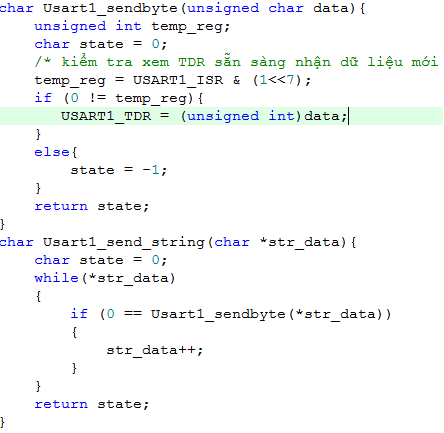 char Usart1_sendbyte(unsigned char data){
unsigned int temp_reg;
char state = 0;
/* kiểm tra xem TDR sẵn sàng nhận dữ liệu mới
temp_reg = USART1_ISR & (1<<7);
if (0 != temp_reg){
USART1_TDR = (unsigned int)data;
}
else{
state = -1;
}
return state;
}
char Usart1_send_string(char *str_data){
char state = 0;
while(*str_data)
{
if (0 == Usart1_sendbyte(*str_data))
{
str_data++;
}
}
return state;
}